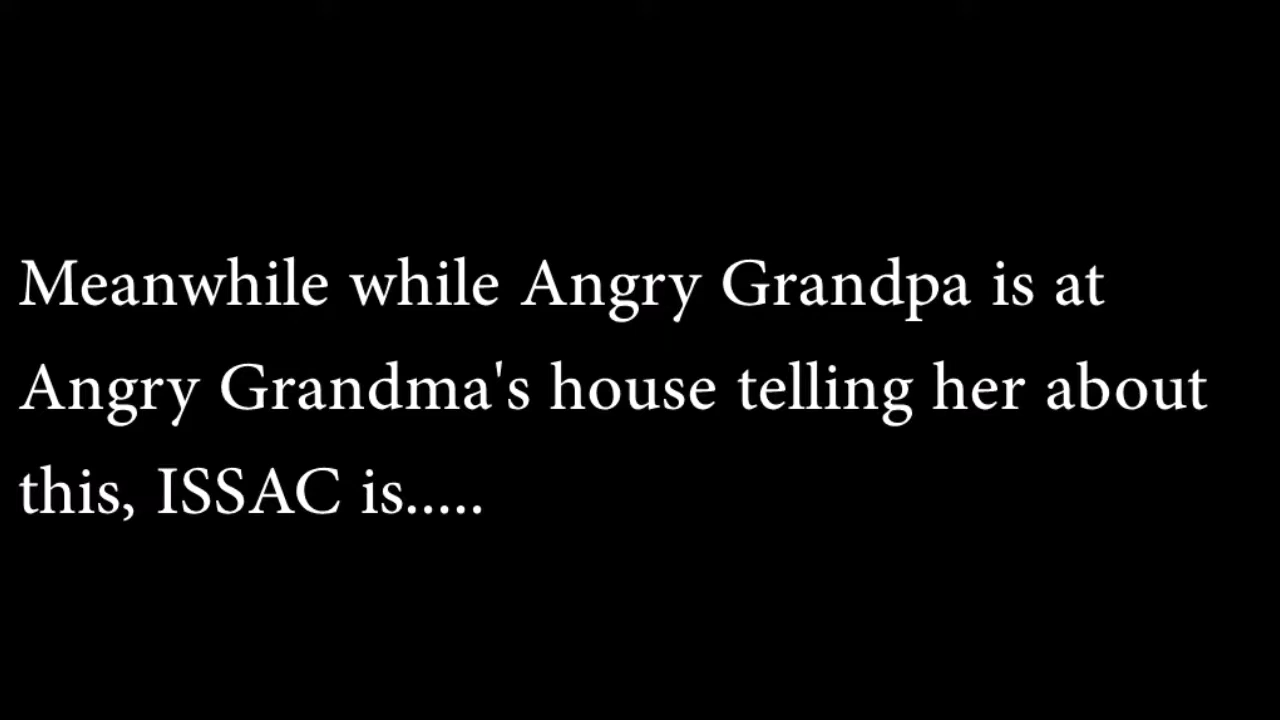 Meanwhile while Angry Grandpa is at
Angry Grandma's house telling her about
this, ISSAC is.....